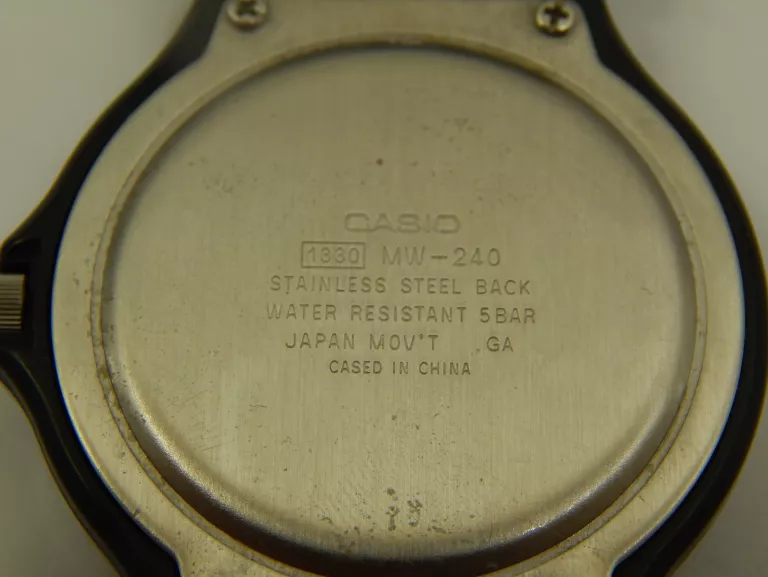 CASIO
1330 MW-240
STAINLESS STEEL BACK
WATER RESISTANT 5BAR
JAPAN MOV'T GA
CASED IN CHINA